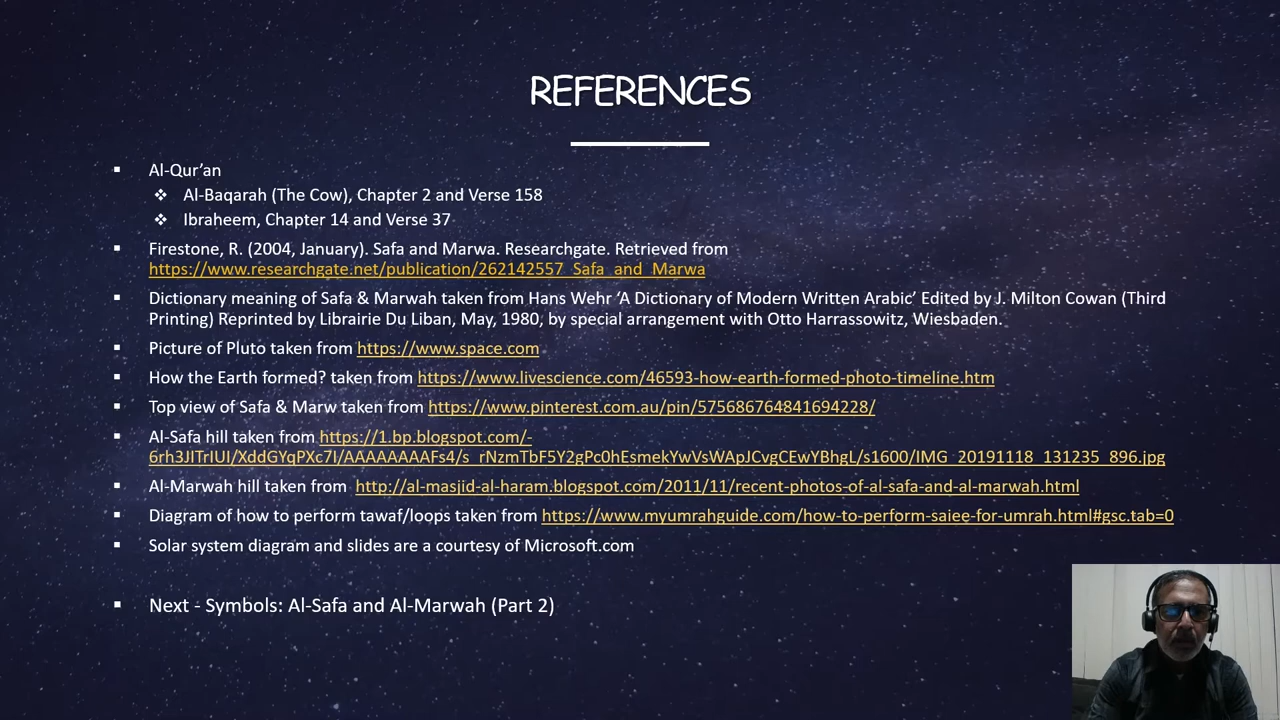 REFERENCES
▪ Al-Qur’an
❖ Al-Baqarah (The Cow), Chapter 2 and Verse 158
❖ Ibraheem, Chapter 14 and Verse 37
▪ Firestone, R. (2004, January). Safa and Marwa. Researchgate. Retrieved from
https://www.researchgate.net/publication/262142557_Safa_and_Marwa
▪ Dictionary meaning of Safa & Marwah taken from Hans Wehr ‘A Dictionary of Modern Written Arabic’ Edited by J. Milton Cowan (Third
Printing) Reprinted by Librairie Du Liban, May, 1980, by special arrangement with Otto Harrassowitz, Wiesbaden.
▪ Picture of Pluto taken from https://www.space.com
▪ How the Earth formed? taken from https://www.livescience.com/46593-how-earth-formed-photo-timeline.htm
▪ Top view of Safa & Marw taken from https://www.pinterest.com.au/pin/575686764841694228/
▪ Al-Safa hill taken from https://1.bp.blogspot.com/-
6rh3JITrIUI/XddGYqPXc7I/AAAAAAAAFs4/s_rNzmTbF5Y2gPc0hEsmekYwVsWApJCvgCEwYBhgL/s1600/IMG_20191118_131235_896.jpg
▪ Al-Marwah hill taken from http://al-masjid-al-haram.blogspot.com/2011/11/recent-photos-of-al-safa-and-al-marwah.html
▪ Diagram of how to perform tawaf/loops taken from https://www.myumrahguide.com/how-to-perform-saiee-for-umrah.html#gsc.tab=0
▪ Solar system diagram and slides are a courtesy of Microsoft.com
▪ Next - Symbols: Al-Safa and Al-Marwah (Part 2)